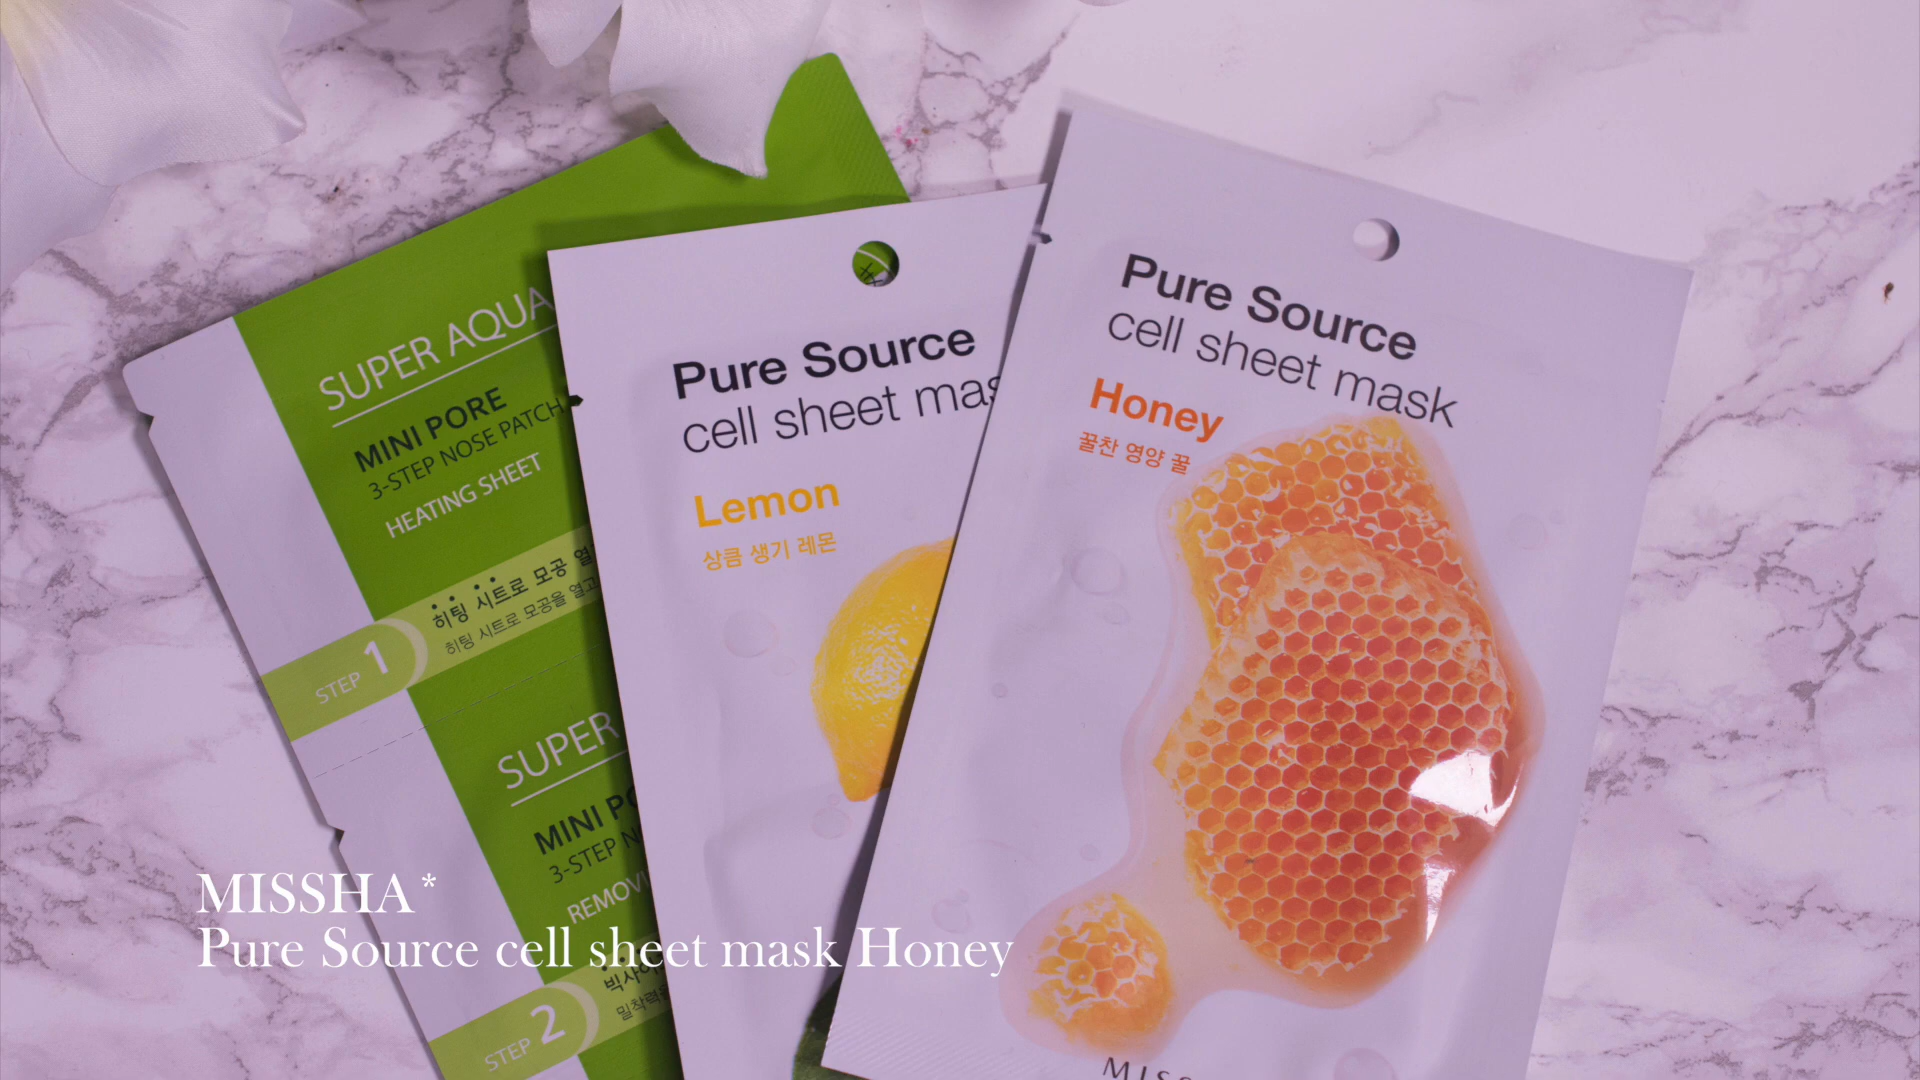 SUPER AQUA
MINI PORE
3-STEP NOSE PATCH
HEATING SHEET
히팅 시트로 모공 열
히팅 시트로 모공을 열고
STEP 1
SUPER
MINI PO
3-STEP N
REMOV
STEP 2
Pure Source
cell sheet mas
Lemon
상큼 생기 레몬
Pure Source
cell sheet mask
Honey
꿀찬 영양 꿀
MISS
MISSHA*
Pure Source cell sheet mask Honey